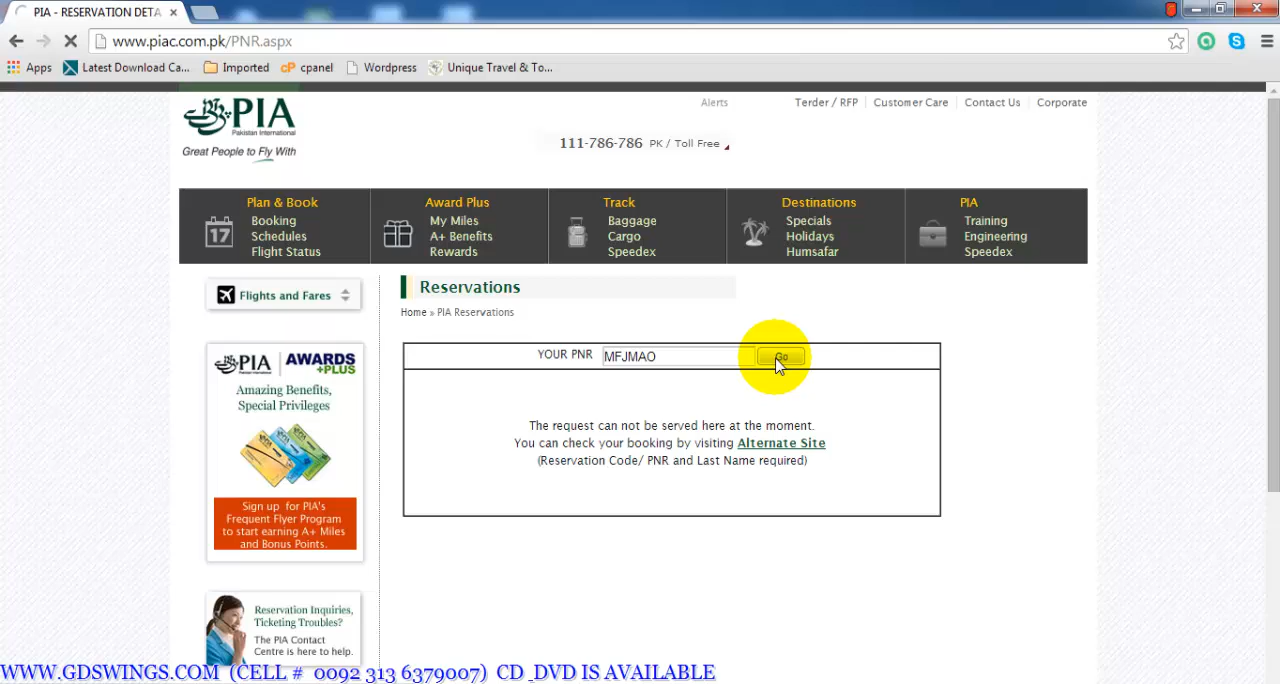 PIA - RESERVATION DETA
www.piac.com.pk/PNR.aspx
Apps Latest Download Ca... Imported cPanel Wordpress Unique Travel & To...
PIA
Pakistan International
Great People to Fly With
Alerts
Terder / RFP Customer Care Contact Us Corporate
111-786-786 PK / Toll Free
17
Plan & Book
Booking
Schedules
Flight Status
Award Plus
My Miles
A+ Benefits
Rewards
Track
Baggage
Cargo
Speedex
Destinations
Specials
Holidays
Humsafar
PIA
Training
Engineering
Speedex
Flights and Fares
PIA AWARDS +PLUS
Amazing Benefits,
Special Privileges
Sign up for PIA's
Frequent Flyer Program
to start earning A+ Miles
and Bonus Points.
Reservation Inquiries,
Ticketing Troubles?
The PIA Contact
Centre is here to help.
Reservations
Home » PIA Reservations
YOUR PNR MFJMAO Go
The request can not be served here at the moment.
You can check your booking by visiting Alternate Site
(Reservation Code/ PNR and Last Name required)
WWW.GDSWINGS.COM (CELL # 0092 313 6379007) CD_DVD IS AVAILABLE